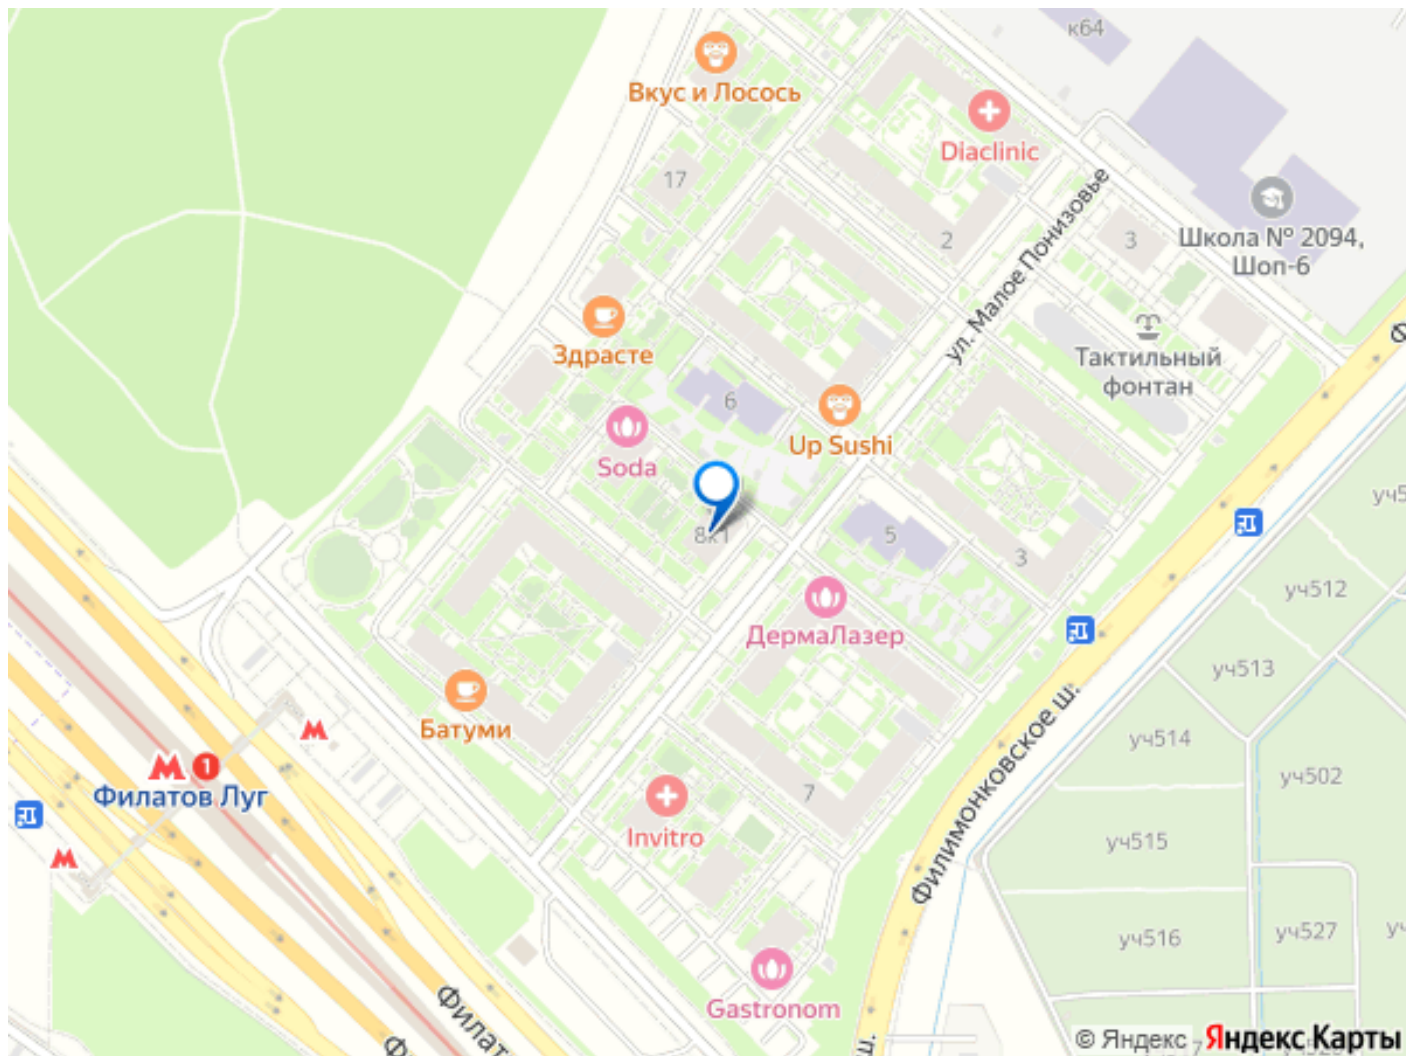 к64
Вкус и Лосось
Diaclinic
17
ул. Малое Понизовье
2
3
Школа № 2094,
Шоп-6
Здрасте
Тактильный
фонтан
6
Up Sushi
Soda
8к1
5
3
уч512
ДермаЛазер
уч513
Батуми
Филимонковское ш.
уч514
М 1
Филатов Луг
М
М
уч502
7
Invitro
уч515
уч516
уч527
Gastronom
© Яндекс Яндекс Карты